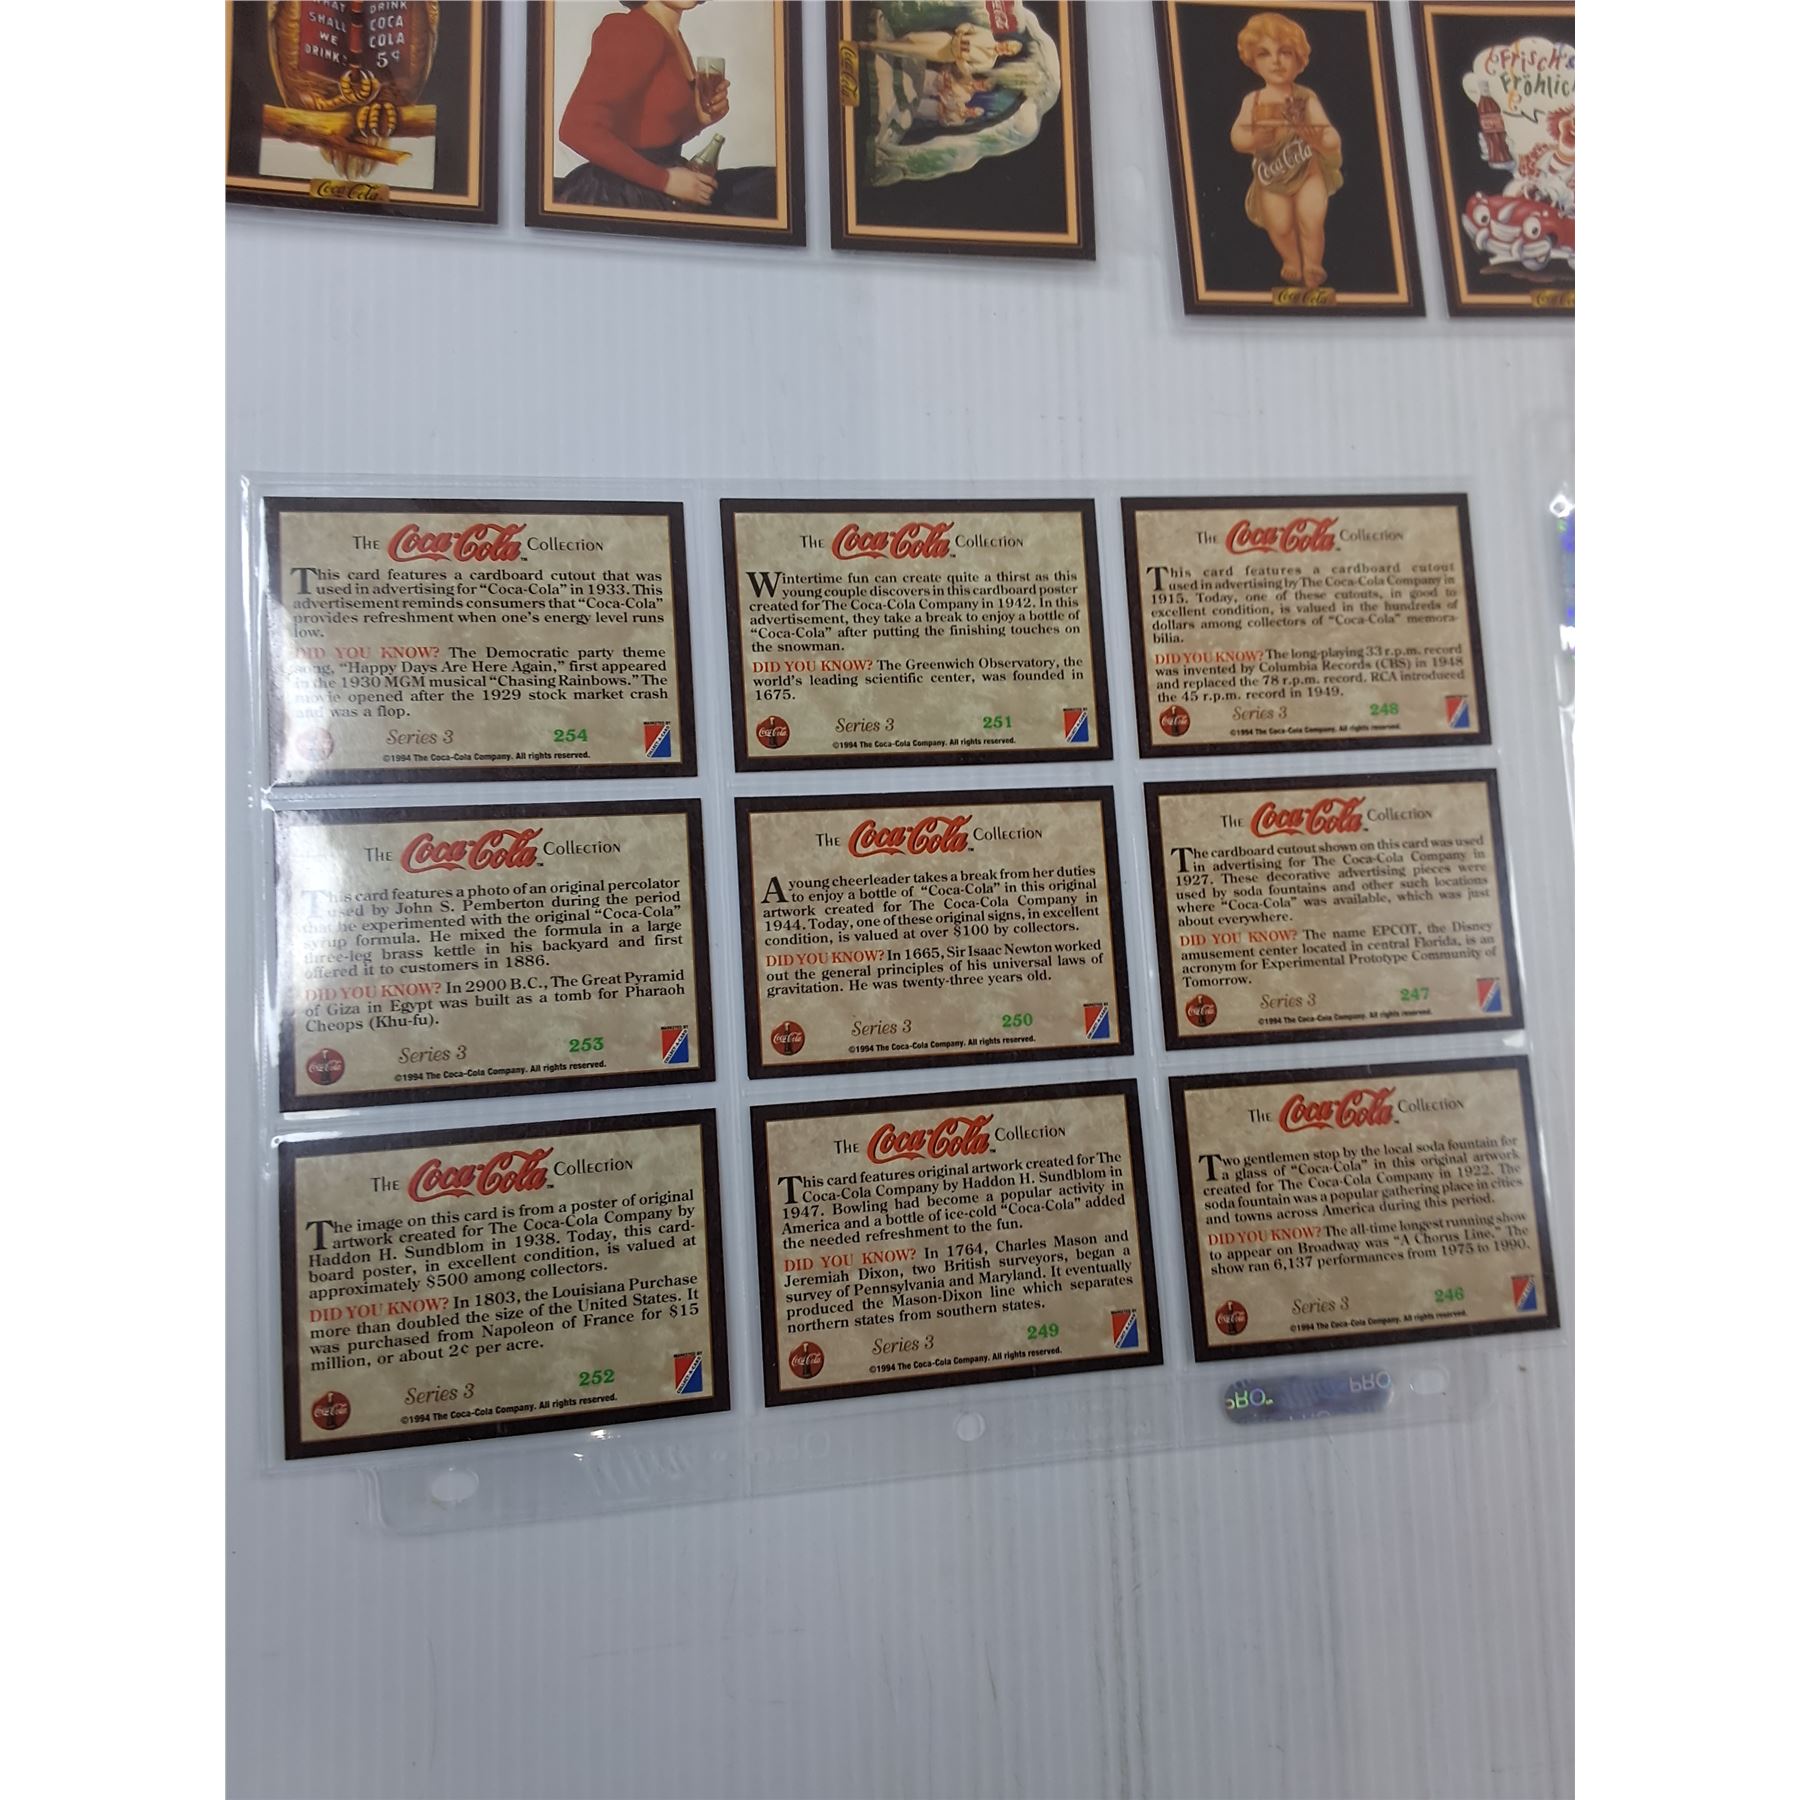 WHAT
SHALL
WE
DRINK?
DRINK
COCA
COLA
5¢
Coca-Cola
Coca-Cola
Coca-Cola
Coca-Cola
Frisch's
Fröhlich
THE Coca-Cola COLLECTION
This card features a cardboard cutout that was
used in advertising for “Coca-Cola” in 1933. This
advertisement reminds consumers that “Coca-Cola”
provides refreshment when one’s energy level runs
low.
DID YOU KNOW? The Democratic party theme
song, “Happy Days Are Here Again,” first appeared
in the 1930 MGM musical “Chasing Rainbows.” The
movie opened after the 1929 stock market crash
and was a flop.
Series 3 254
©1994 The Coca-Cola Company. All rights reserved.
THE Coca-Cola COLLECTION
Wintertime fun can create quite a thirst as this
young couple discovers in this cardboard poster
created for The Coca-Cola Company in 1942. In this
advertisement, they take a break to enjoy a bottle of
“Coca-Cola” after putting the finishing touches on
the snowman.
DID YOU KNOW? The Greenwich Observatory, the
world’s leading scientific center, was founded in
1675.
Series 3 251
©1994 The Coca-Cola Company. All rights reserved.
THE Coca-Cola COLLECTION
This card features a cardboard cutout
used in advertising by The Coca-Cola Company in
1915. Today, one of these cutouts, in good to
excellent condition, is valued in the hundreds of
dollars among collectors of “Coca-Cola” memora-
bilia.
DID YOU KNOW? The long-playing 33 r.p.m. record
was invented by Columbia Records (CBS) in 1948
and replaced the 78 r.p.m. record. RCA introduced
the 45 r.p.m. record in 1949.
Series 3 248
©1994 The Coca-Cola Company. All rights reserved.
THE Coca-Cola COLLECTION
This card features a photo of an original percolator
used by John S. Pemberton during the period
that he experimented with the original “Coca-Cola”
syrup formula. He mixed the formula in a large
three-leg brass kettle in his backyard and first
offered it to customers in 1886.
DID YOU KNOW? In 2900 B.C., The Great Pyramid
of Giza in Egypt was built as a tomb for Pharaoh
Cheops (Khu-fu).
Series 3 253
©1994 The Coca-Cola Company. All rights reserved.
THE Coca-Cola COLLECTION
A young cheerleader takes a break from her duties
to enjoy a bottle of “Coca-Cola” in this original
artwork created for The Coca-Cola Company in
1944. Today, one of these original signs, in excellent
condition, is valued at over $100 by collectors.
DID YOU KNOW? In 1665, Sir Isaac Newton worked
out the general principles of his universal laws of
gravitation. He was twenty-three years old.
Series 3 250
©1994 The Coca-Cola Company. All rights reserved.
THE Coca-Cola COLLECTION
The cardboard cutout shown on this card was used
in advertising for The Coca-Cola Company in
1927. These decorative advertising pieces were
used by soda fountains and other such locations
where “Coca-Cola” was available, which was just
about everywhere.
DID YOU KNOW? The name EPCOT, the Disney
amusement center located in central Florida, is an
acronym for Experimental Prototype Community of
Tomorrow.
Series 3 247
©1994 The Coca-Cola Company. All rights reserved.
THE Coca-Cola COLLECTION
The image on this card is from a poster of original
artwork created for The Coca-Cola Company by
Haddon H. Sundblom in 1938. Today, this card-
board poster, in excellent condition, is valued at
approximately $500 among collectors.
DID YOU KNOW? In 1803, the Louisiana Purchase
more than doubled the size of the United States. It
was purchased from Napoleon of France for $15
million, or about 2¢ per acre.
Series 3 252
©1994 The Coca-Cola Company. All rights reserved.
THE Coca-Cola COLLECTION
This card features original artwork created for The
Coca-Cola Company by Haddon H. Sundblom in
1947. Bowling had become a popular activity in
America and a bottle of ice-cold “Coca-Cola” added
the needed refreshment to the fun.
DID YOU KNOW? In 1764, Charles Mason and
Jeremiah Dixon, two British surveyors, began a
survey of Pennsylvania and Maryland. It eventually
produced the Mason-Dixon line which separates
northern states from southern states.
Series 3 249
©1994 The Coca-Cola Company. All rights reserved.
THE Coca-Cola COLLECTION
Two gentlemen stop by the local soda fountain for
a glass of “Coca-Cola” in this original artwork
created for The Coca-Cola Company in 1922. The
soda fountain was a popular gathering place in cities
and towns across America during this period.
DID YOU KNOW? The all-time longest running show
to appear on Broadway was “A Chorus Line.” The
show ran 6,137 performances from 1975 to 1990.
Series 3 246
©1994 The Coca-Cola Company. All rights reserved.
PRO